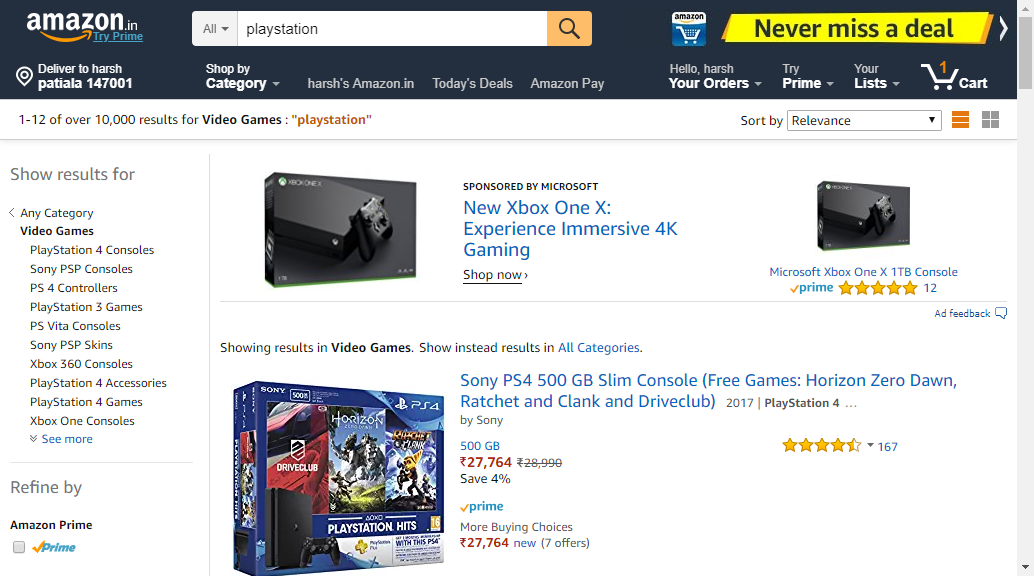 amazon.in
Try Prime
All
playstation
amazon
Never miss a deal
Deliver to harsh
patiala 147001
Shop by
Category
harsh's Amazon.in
Today's Deals
Amazon Pay
Hello, harsh
Your Orders
Try
Prime
Your
Lists
1
Cart
1-12 of over 10,000 results for Video Games : "playstation"
Sort by
Relevance
Show results for
Any Category
Video Games
PlayStation 4 Consoles
Sony PSP Consoles
PS 4 Controllers
PlayStation 3 Games
PS Vita Consoles
Sony PSP Skins
Xbox 360 Consoles
PlayStation 4 Accessories
PlayStation 4 Games
Xbox One Consoles
See more
Refine by
Amazon Prime
Prime
XBOX ONE X
1TB
SPONSORED BY MICROSOFT
New Xbox One X:
Experience Immersive 4K
Gaming
Shop now ›
Microsoft Xbox One X 1TB Console
prime
12
Ad feedback
Showing results in Video Games. Show instead results in All Categories.
SONY
500GB
PS4
DRIVECLUB
HORIZON
ZERO DAWN
RATCHET
CLANK
PLAYSTATION HITS
16
PlayStation Plus
WITH THIS PS4
Sony PS4 500 GB Slim Console (Free Games: Horizon Zero Dawn,
Ratchet and Clank and Driveclub) 2017 | PlayStation 4 ...
by Sony
500 GB
₹27,764 ₹28,990
Save 4%
prime
More Buying Choices
₹27,764 new (7 offers)
167